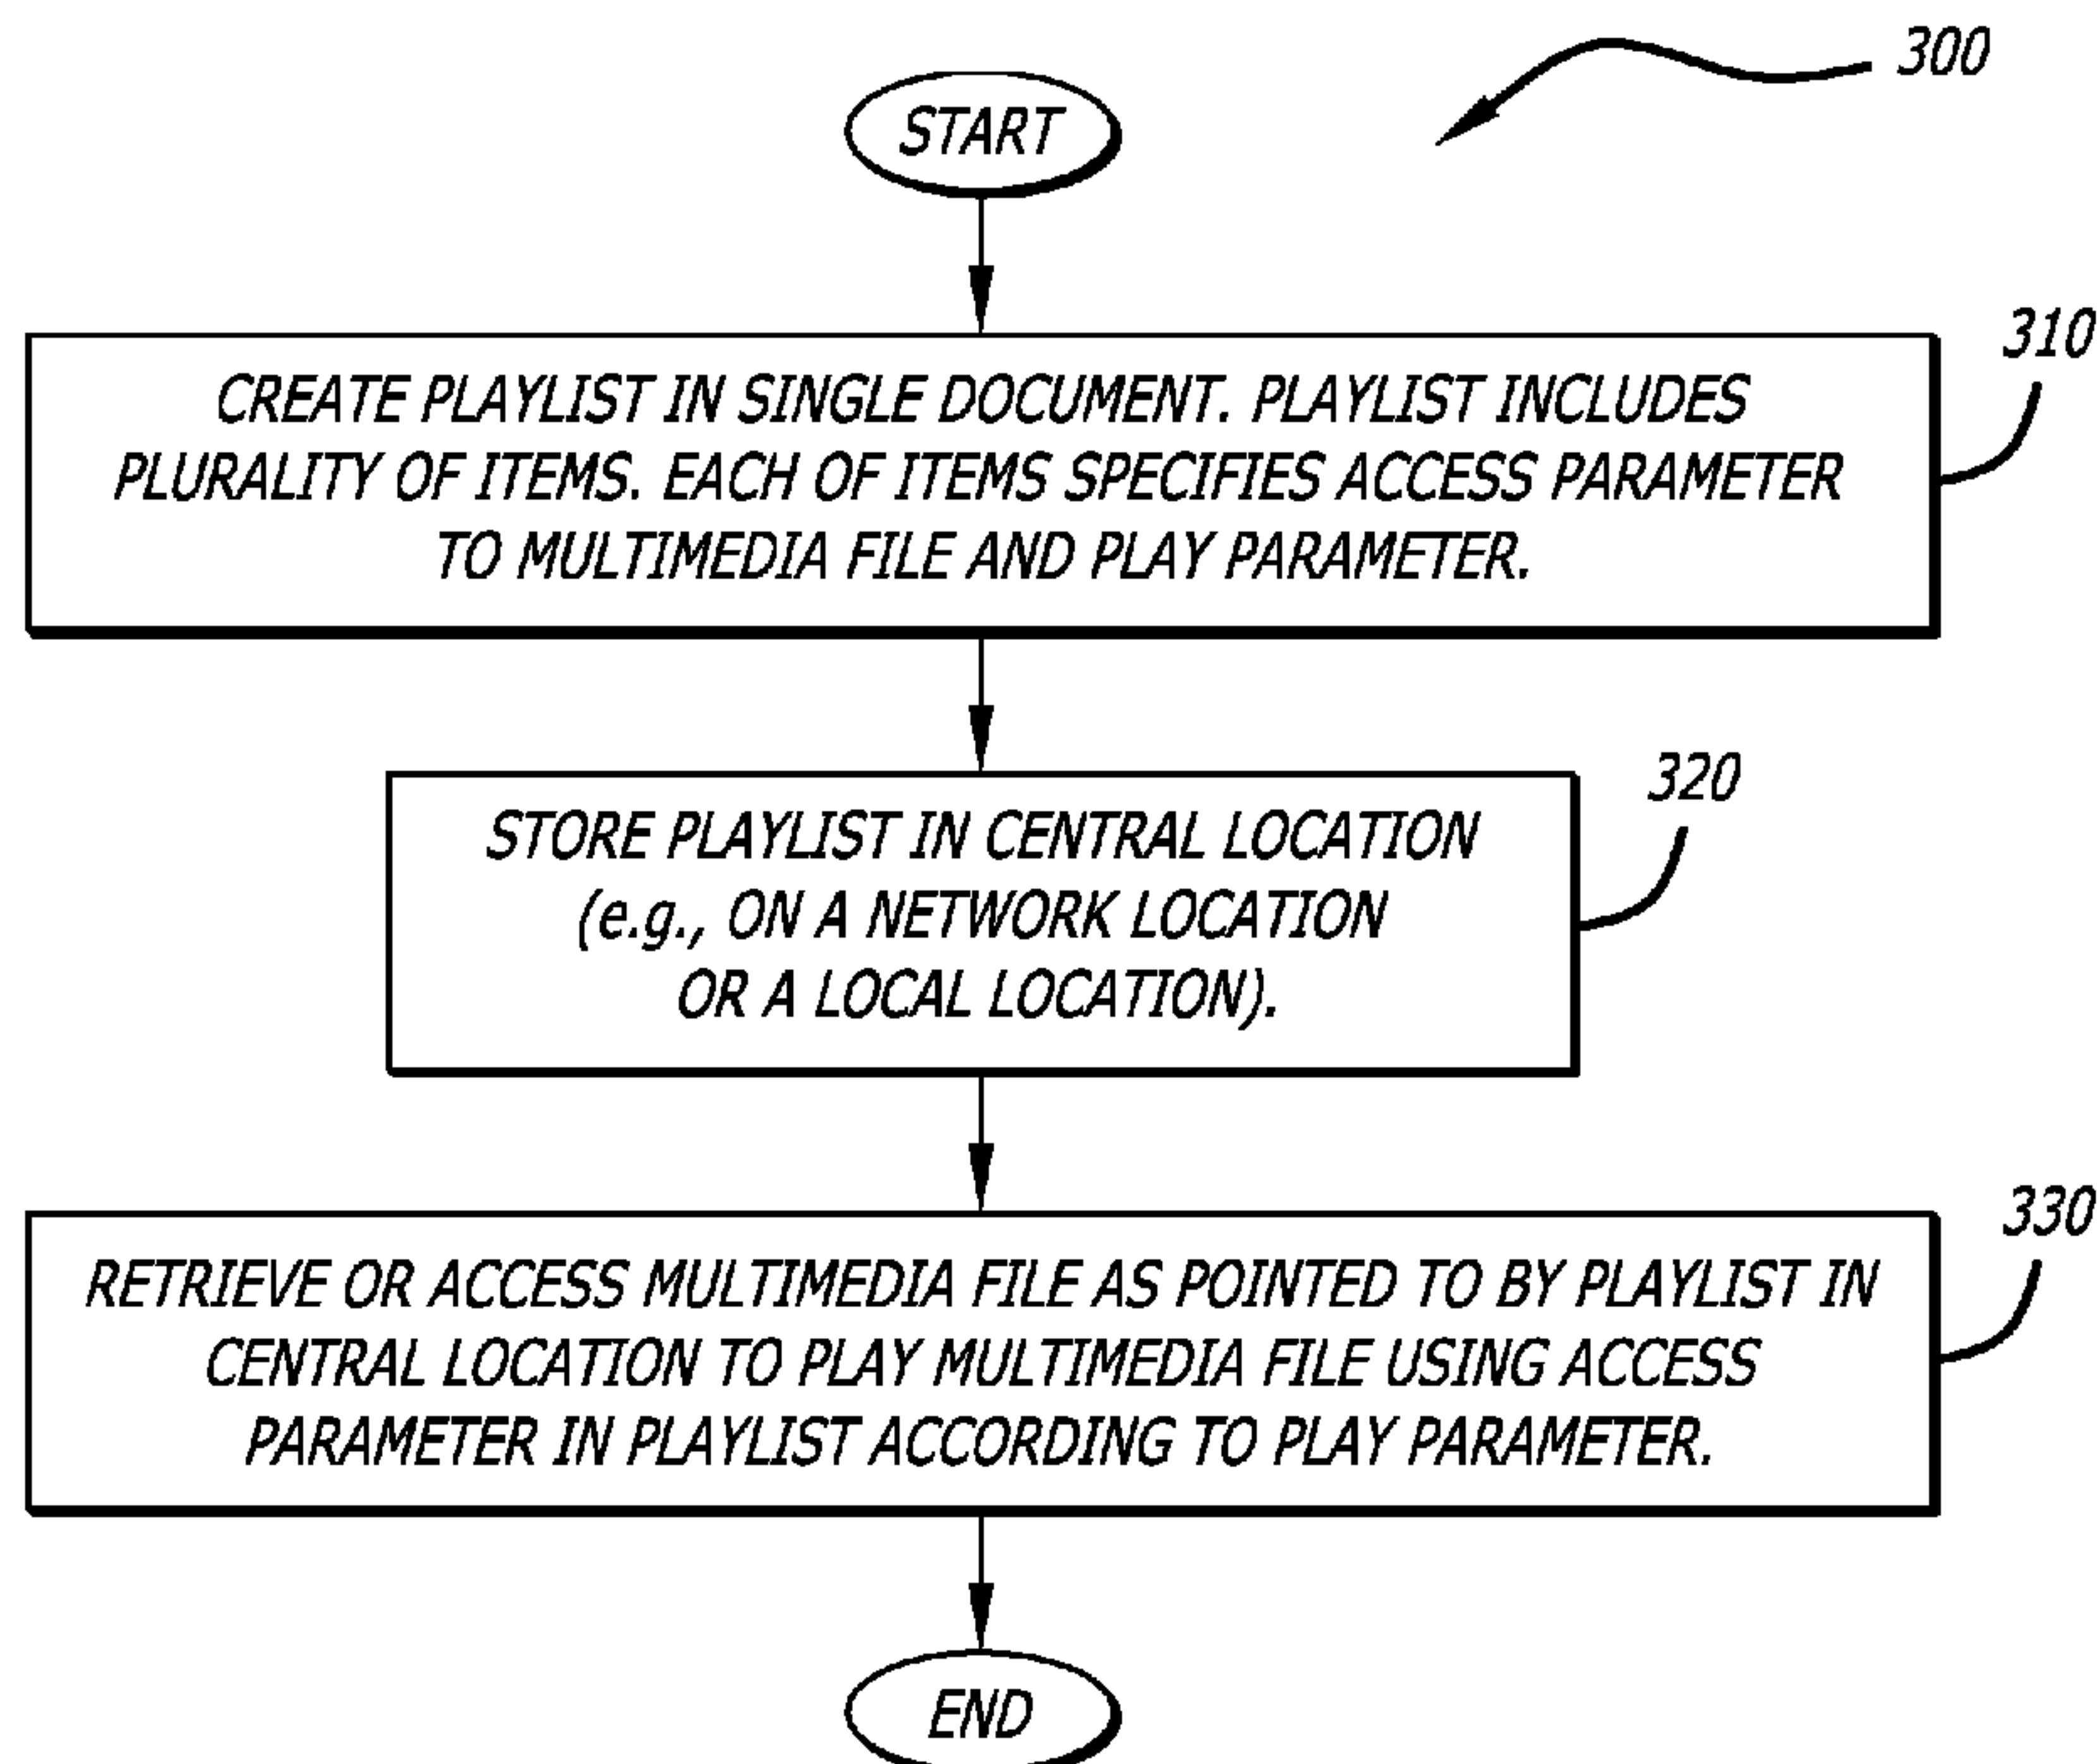 300
START
310
CREATE PLAYLIST IN SINGLE DOCUMENT. PLAYLIST INCLUDES
PLURALITY OF ITEMS. EACH OF ITEMS SPECIFIES ACCESS PARAMETER
TO MULTIMEDIA FILE AND PLAY PARAMETER.
320
STORE PLAYLIST IN CENTRAL LOCATION
(e.g., ON A NETWORK LOCATION
OR A LOCAL LOCATION).
330
RETRIEVE OR ACCESS MULTIMEDIA FILE AS POINTED TO BY PLAYLIST IN
CENTRAL LOCATION TO PLAY MULTIMEDIA FILE USING ACCESS
PARAMETER IN PLAYLIST ACCORDING TO PLAY PARAMETER.
END